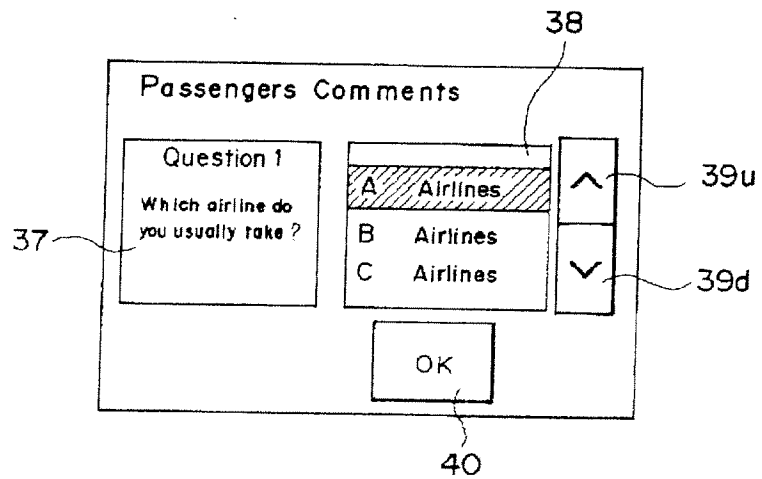 38
Passengers Comments
Question 1
Which airline do
you usually take ?
A Airlines
B Airlines
C Airlines
39u
37
39d
OK
40